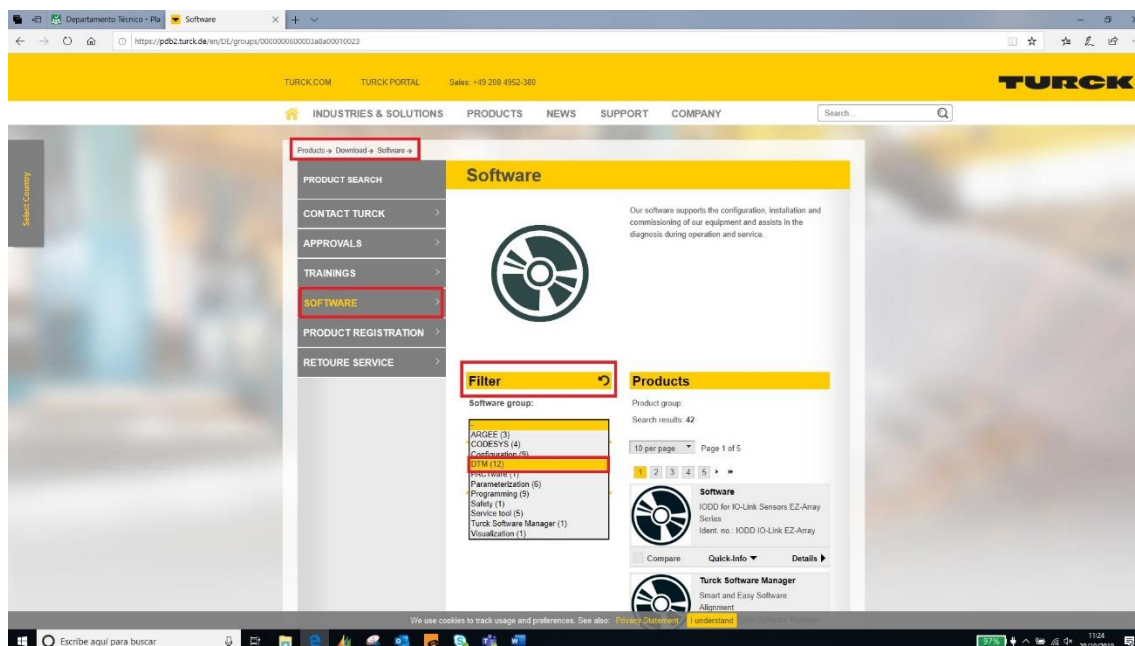 Departamento Técnico - Pla
Software
https://pdb2.turck.de/en/DE/groups/0000000600003a8a00010023
TURCK.COM TURCK PORTAL Sales: +49 208 4952-380
TURCK
INDUSTRIES & SOLUTIONS PRODUCTS NEWS SUPPORT COMPANY
Search...
Select Country
Products → Download → Software →
PRODUCT SEARCH
CONTACT TURCK
APPROVALS
TRAININGS
SOFTWARE
PRODUCT REGISTRATION
RETOURE SERVICE
Software
Our software supports the configuration, installation and
commissioning of our equipment and assists in the
diagnosis during operation and service.
Filter
Software group:
-
ARGEE (3)
CODESYS (4)
Configuration (9)
DTM (12)
PACTware (1)
Parameterization (6)
Programming (9)
Safety (1)
Service tool (5)
Turck Software Manager (1)
Visualization (1)
Products
Product group:
Search results: 42
10 per page Page 1 of 5
1 2 3 4 5
Software
IODD for IO-Link Sensors EZ-Array
Series
Ident. no.: IODD IO-Link EZ-Array
Compare Quick-Info Details
Turck Software Manager
Smart and Easy Software
Alignment
We use cookies to track usage and preferences. See also: Privacy Statement I understand
Escribe aquí para buscar
97%
11:24